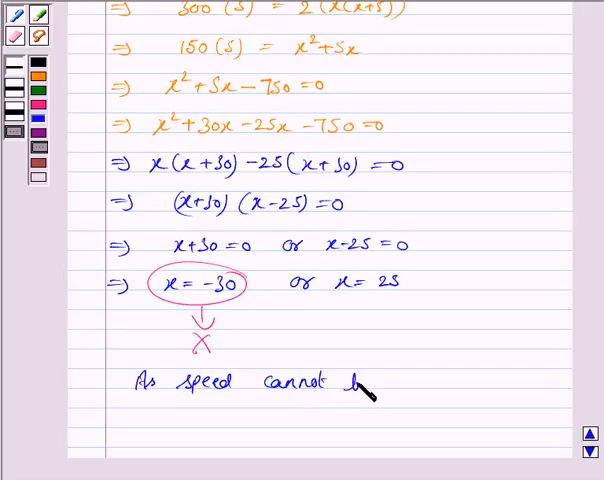 ⇒ 300 (5) = 2 (x(x+5))
⇒ 150 (5) = x² + 5x
⇒ x² + 5x - 750 = 0
⇒ x² + 30x - 25x - 750 = 0
⇒ x (x + 30) - 25 (x + 30) = 0
⇒ (x+30) (x - 25) = 0
⇒ x + 30 = 0 or x - 25 = 0
⇒ x = -30 or x = 25
X
As speed cannot b